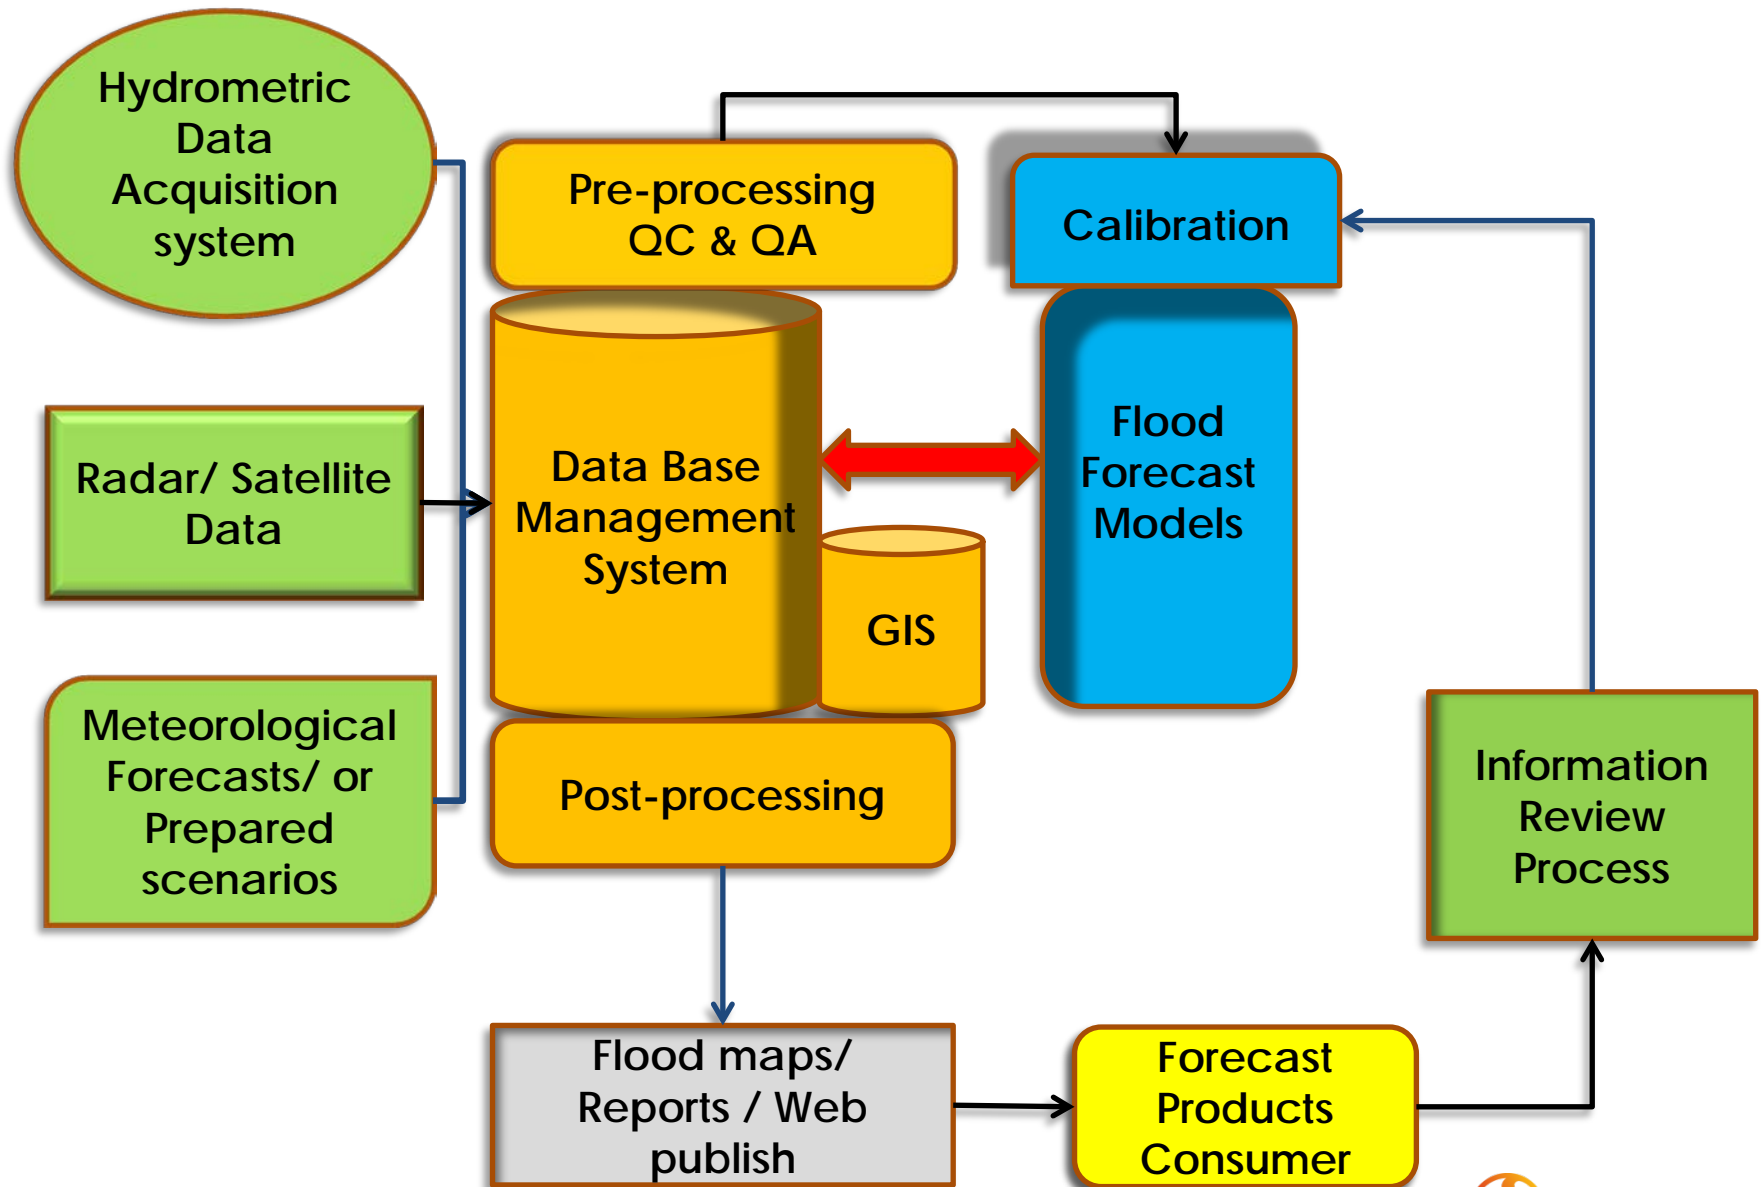 Hydrometric
Data
Acquisition
system
Pre-processing
QC & QA
Calibration
Radar/ Satellite
Data
Data Base
Management
System
GIS
Flood
Forecast
Models
Meteorological
Forecasts/ or
Prepared
scenarios
Post-processing
Information
Review
Process
Flood maps/
Reports / Web
publish
Forecast
Products
Consumer